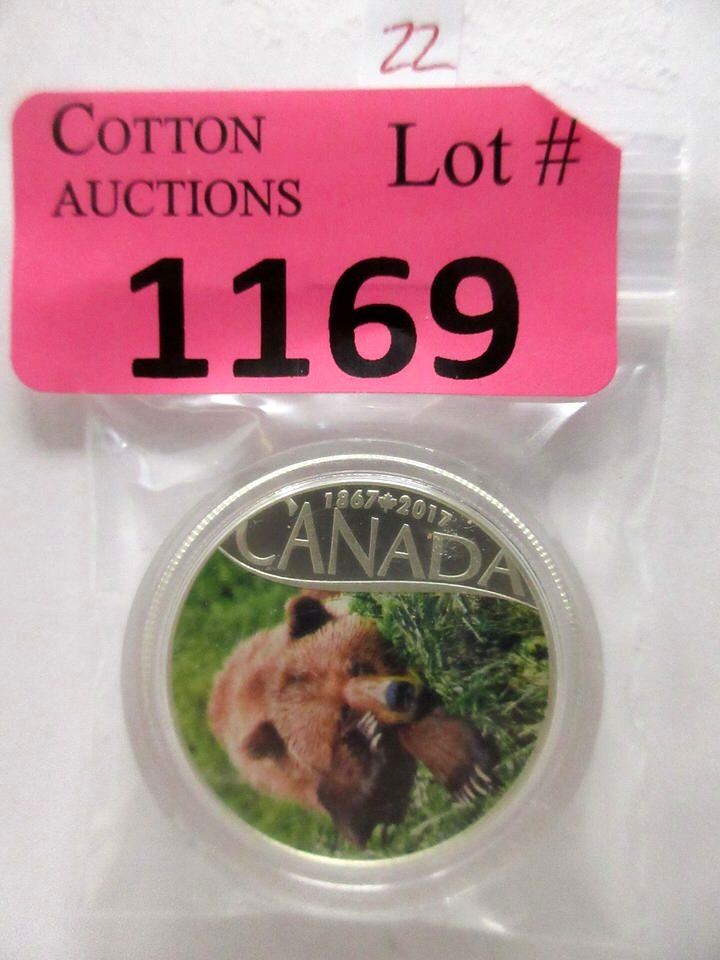 22
COTTON
AUCTIONS
Lot #
1169
1867 2017
CANADA